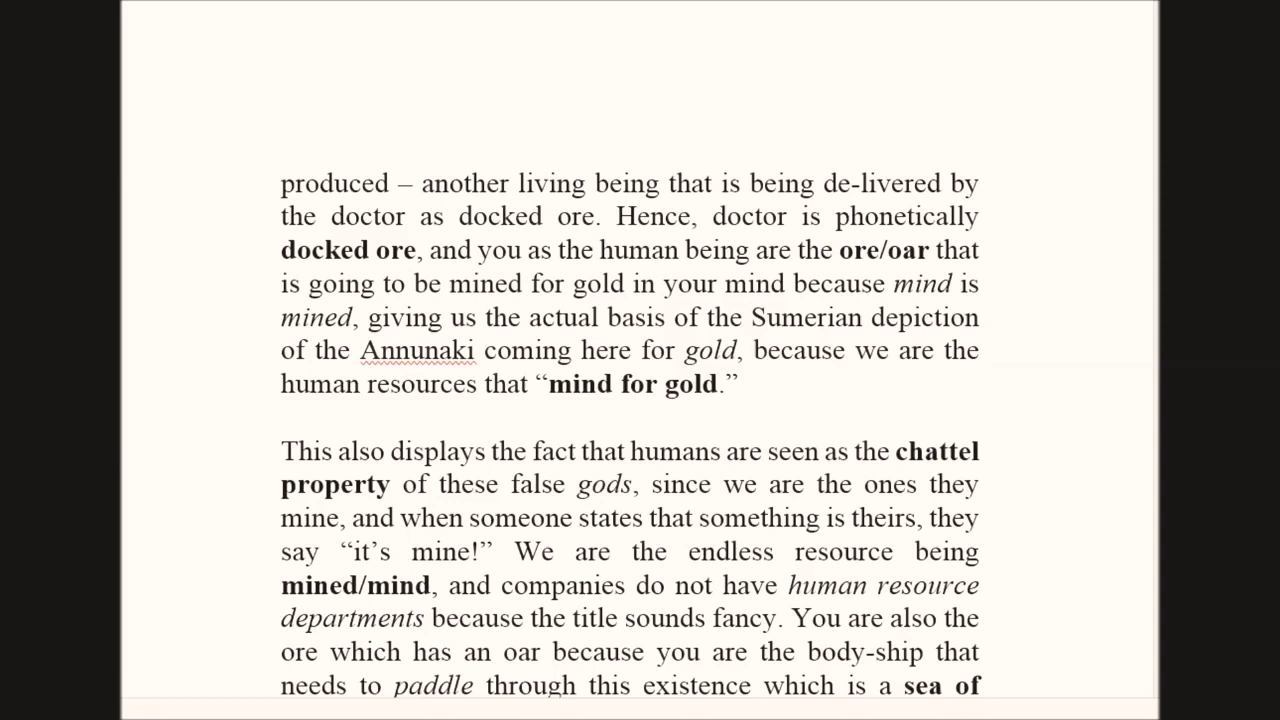 produced – another living being that is being de-livered by
the doctor as docked ore. Hence, doctor is phonetically
docked ore, and you as the human being are the ore/oar that
is going to be mined for gold in your mind because mind is
mined, giving us the actual basis of the Sumerian depiction
of the Annunaki coming here for gold, because we are the
human resources that “mind for gold.”
This also displays the fact that humans are seen as the chattel
property of these false gods, since we are the ones they
mine, and when someone states that something is theirs, they
say “it’s mine!” We are the endless resource being
mined/mind, and companies do not have human resource
departments because the title sounds fancy. You are also the
ore which has an oar because you are the body-ship that
needs to paddle through this existence which is a sea of